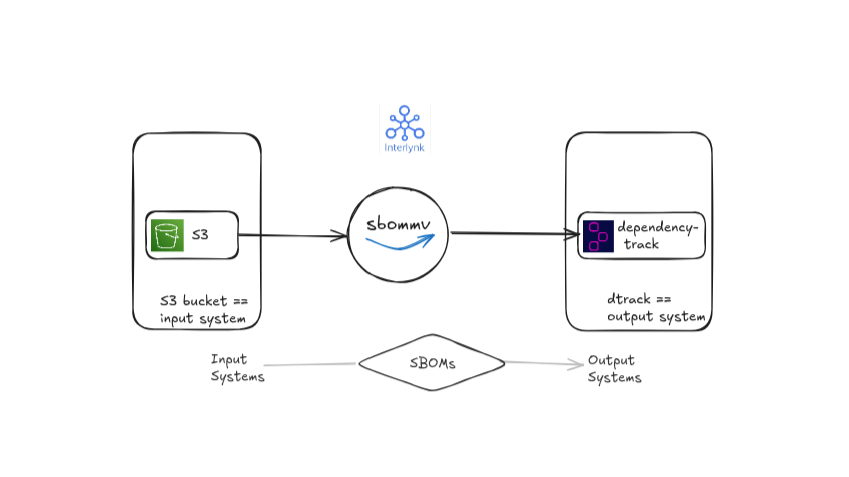 Interlynk
sbommv
S3
dependency-
track
S3 bucket ==
input system
dtrack ==
output system
Input
Systems
SBOMs
Output
Systems